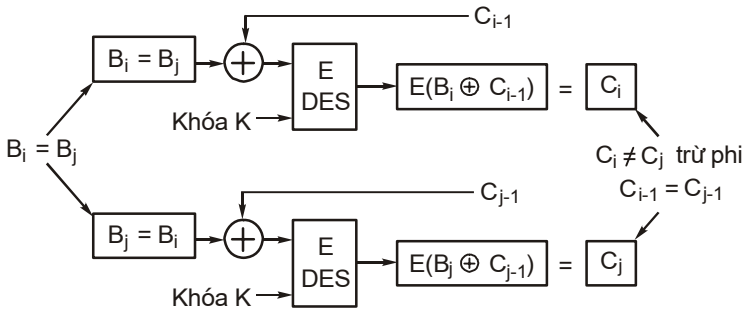 C_{i-1}
B_i = B_j
E
DES
E(B_i ⊕ C_{i-1})
=
C_i
Khóa K
B_i = B_j
C_i ≠ C_j trừ phi
C_{i-1} = C_{j-1}
C_{j-1}
B_j = B_i
E
DES
E(B_j ⊕ C_{j-1})
=
C_j
Khóa K